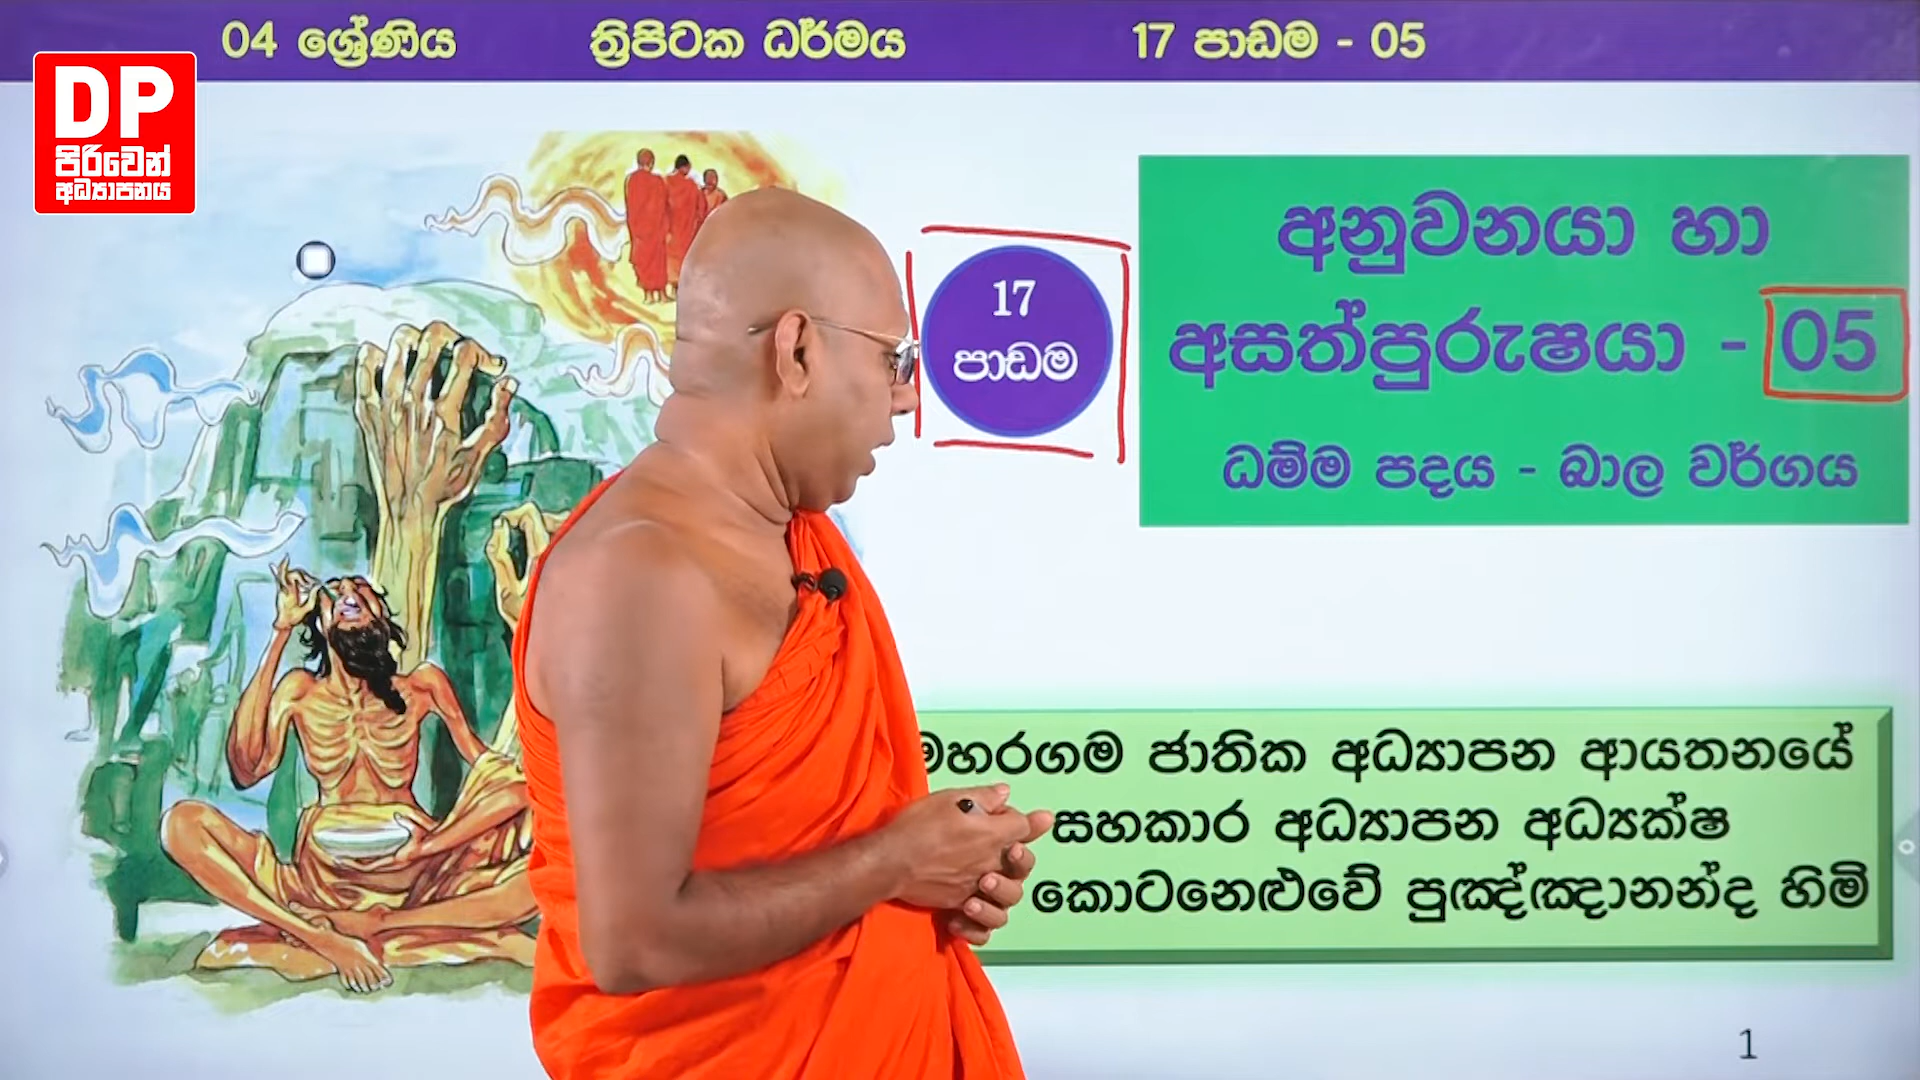 04 ශ්‍රේණිය ත්‍රිපිටක ධර්මය 17 පාඩම - 05
DP
පිරිවෙන්
අධ්‍යාපනය
17
පාඩම
අනුවනයා හා
අසත්පුරුෂයා - 05
ධම්ම පදය - බාල වර්ගය
මහරගම ජාතික අධ්‍යාපන ආයතනයේ
සහකාර අධ්‍යාපන අධ්‍යක්ෂ
කොටනෙළුවේ පුඤ්ඤානන්ද හිමි
1